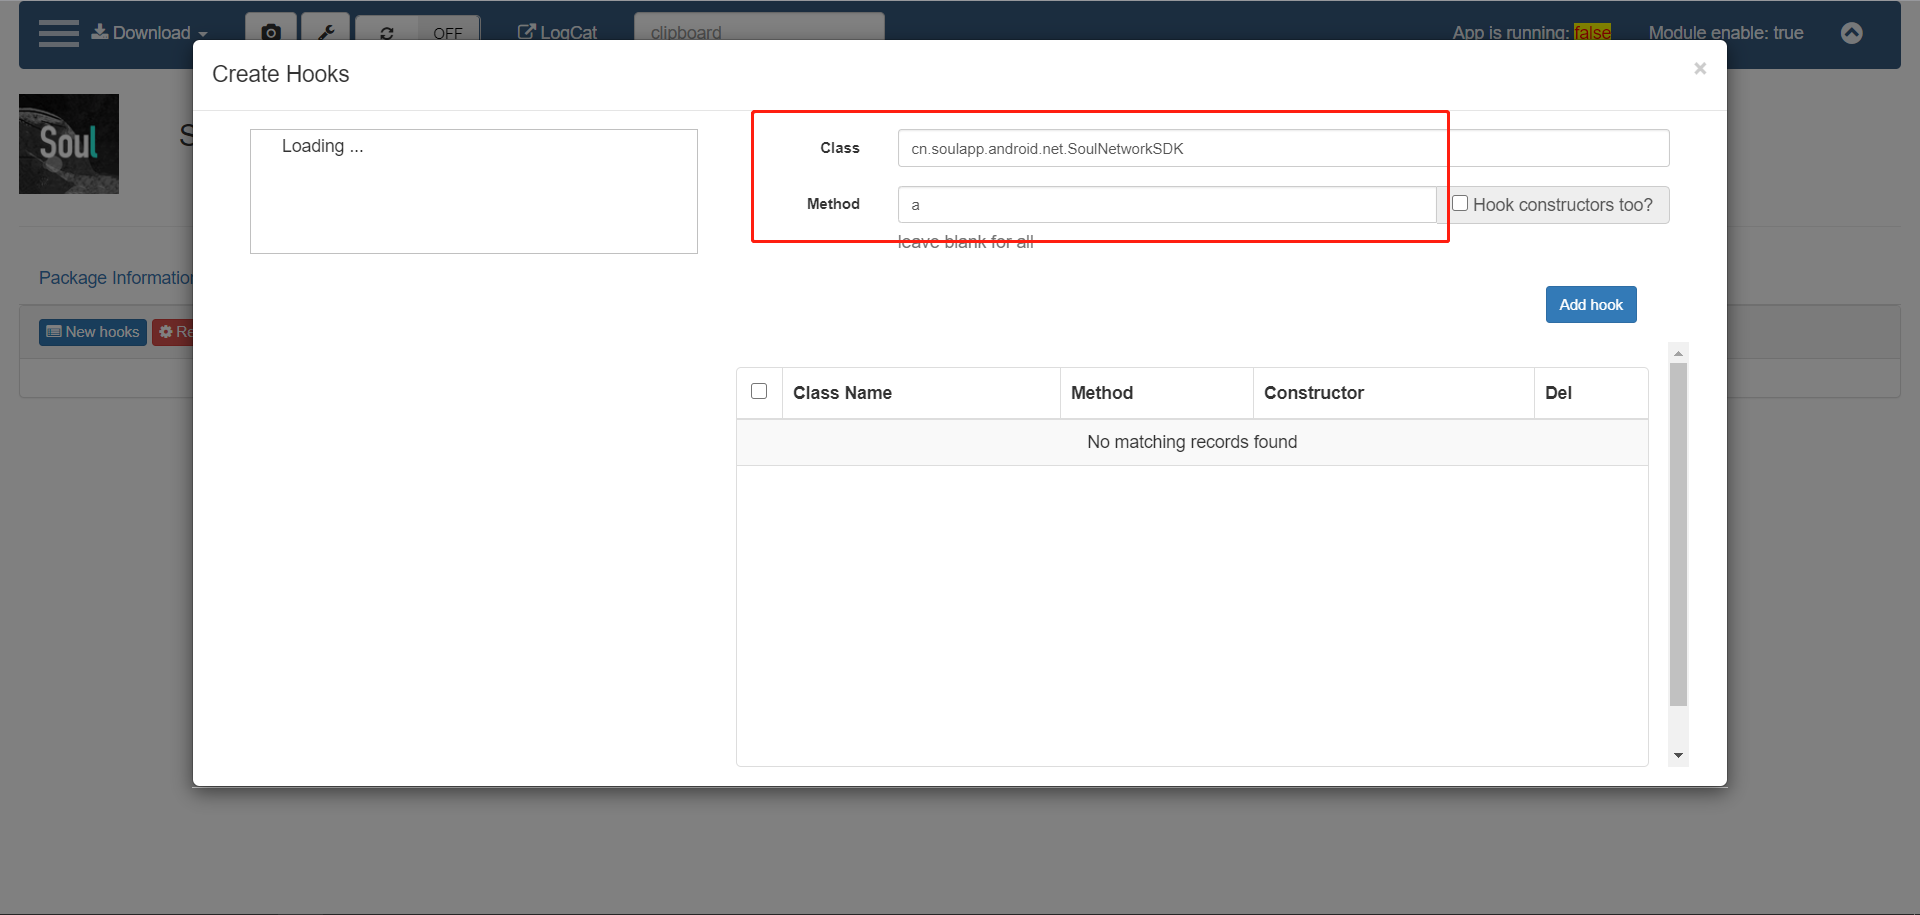 Download OFF LogCat clipboard App is running: false Module enable: true
Create Hooks ×
Soul S
Loading ...
Class cn.soulapp.android.net.SoulNetworkSDK
Method a Hook constructors too?
leave blank for all
Package Information
Add hook
New hooks Re
Class Name Method Constructor Del
No matching records found